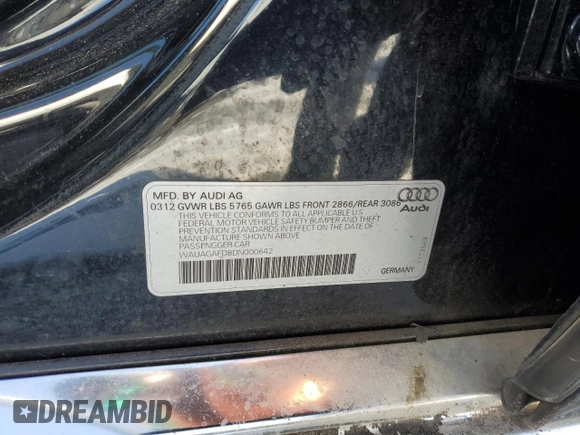 MFD. BY AUDI AG
0312 GVWR LBS 5765 GAWR LBS FRONT 2866/REAR 3086
THIS VEHICLE CONFORMS TO ALL APPLICABLE U.S.
FEDERAL MOTOR VEHICLE SAFETY,BUMPER,AND THEFT
PREVENTION STANDARDS IN EFFECT ON THE DATE OF
MANUFACTURE SHOWN ABOVE
PASSENGGER CAR
WAUAGAFD8DN000642
Audi
GERMANY
DREAMBID